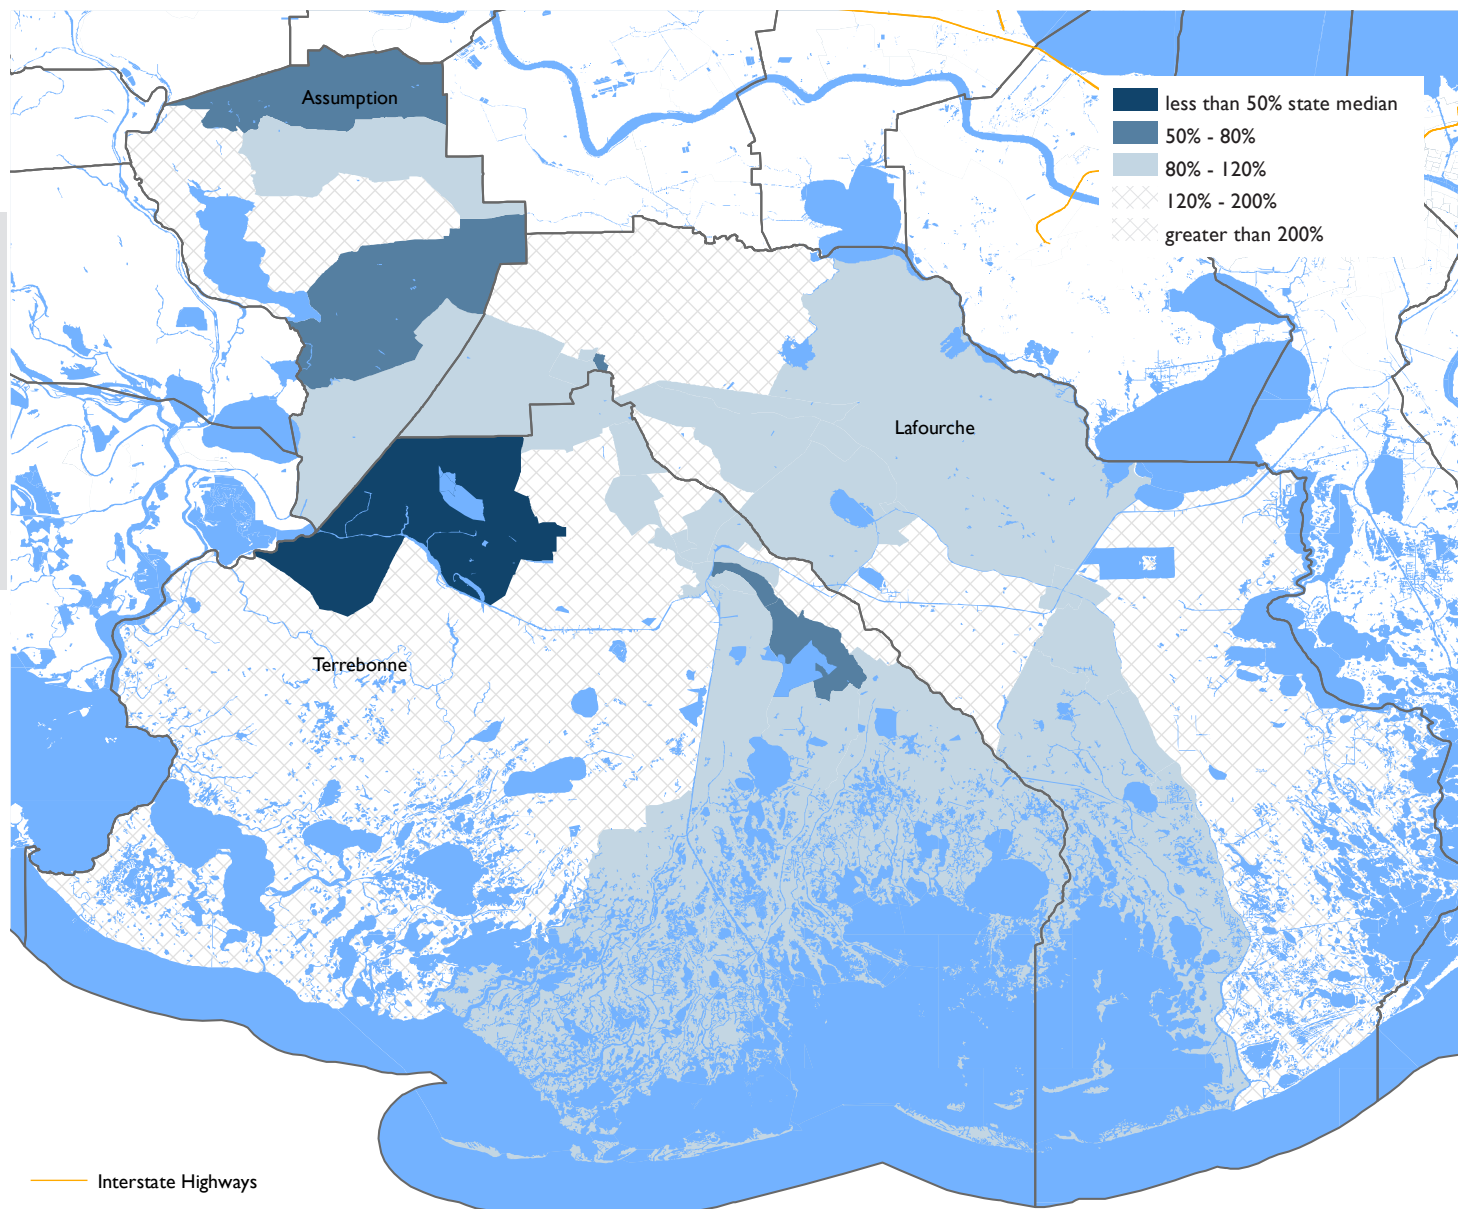 Assumption
less than 50% state median
50% - 80%
80% - 120%
120% - 200%
greater than 200%
Lafourche
Terrebonne
Interstate Highways